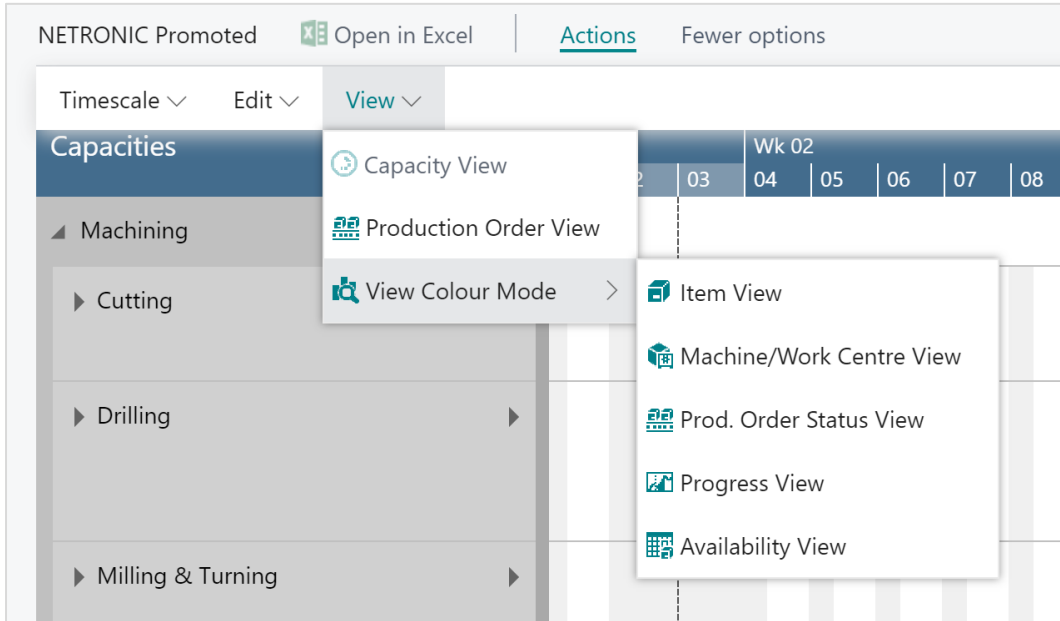 NETRONIC Promoted Open in Excel Actions Fewer options
Timescale Edit View
Capacities
Wk 02
03 04 05 06 07 08
Capacity View
Production Order View
View Colour Mode
Machining
Cutting
Drilling
Milling & Turning
Item View
Machine/Work Centre View
Prod. Order Status View
Progress View
Availability View